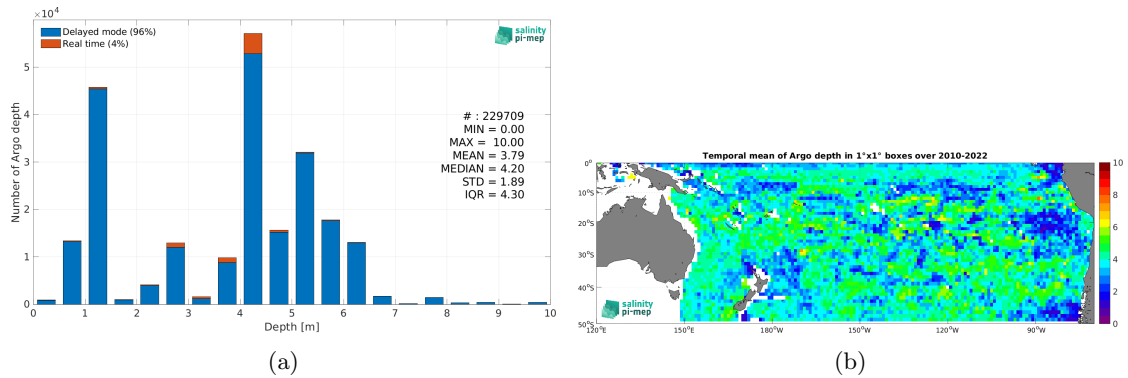 ×10⁴
Delayed mode (96%)
Real time (4%)
salinity
pi-mep
5
4
3
2
1
0
Number of Argo depth
# : 229709
MIN = 0.00
MAX = 10.00
MEAN = 3.79
MEDIAN = 4.20
STD = 1.89
IQR = 4.30
0 1 2 3 4 5 6 7 8 9 10
Depth [m]
(a)
Temporal mean of Argo depth in 1°x1° boxes over 2010-2022
0°
10°S
20°S
30°S
40°S
50°S
120°E 150°E 180°W 150°W 120°W 90°W
salinity
pi-mep
10
8
6
4
2
0
(b)